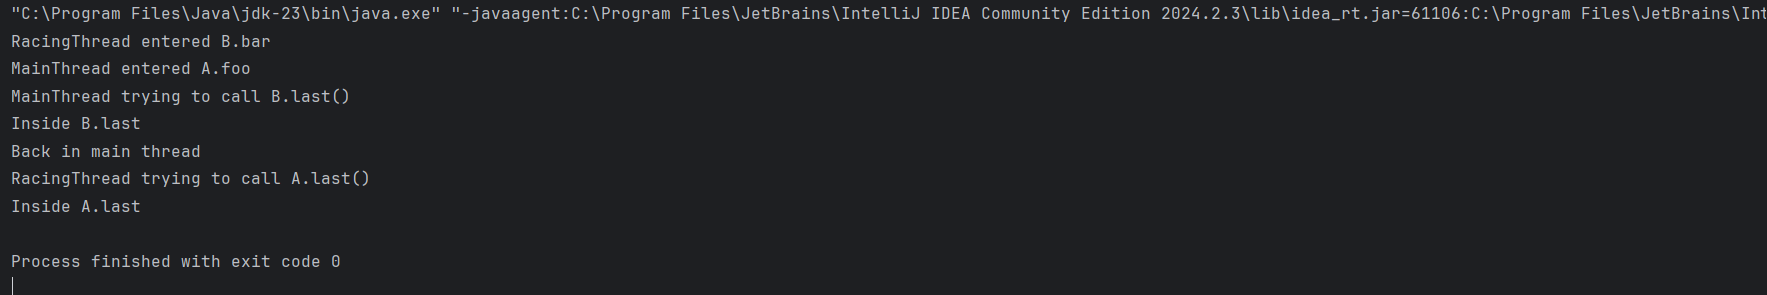 "C:\Program Files\Java\jdk-23\bin\java.exe" "-javaagent:C:\Program Files\JetBrains\IntelliJ IDEA Community Edition 2024.2.3\lib\idea_rt.jar=61106:C:\Program Files\JetBrains\Int
RacingThread entered B.bar
MainThread entered A.foo
MainThread trying to call B.last()
Inside B.last
Back in main thread
RacingThread trying to call A.last()
Inside A.last
Process finished with exit code 0